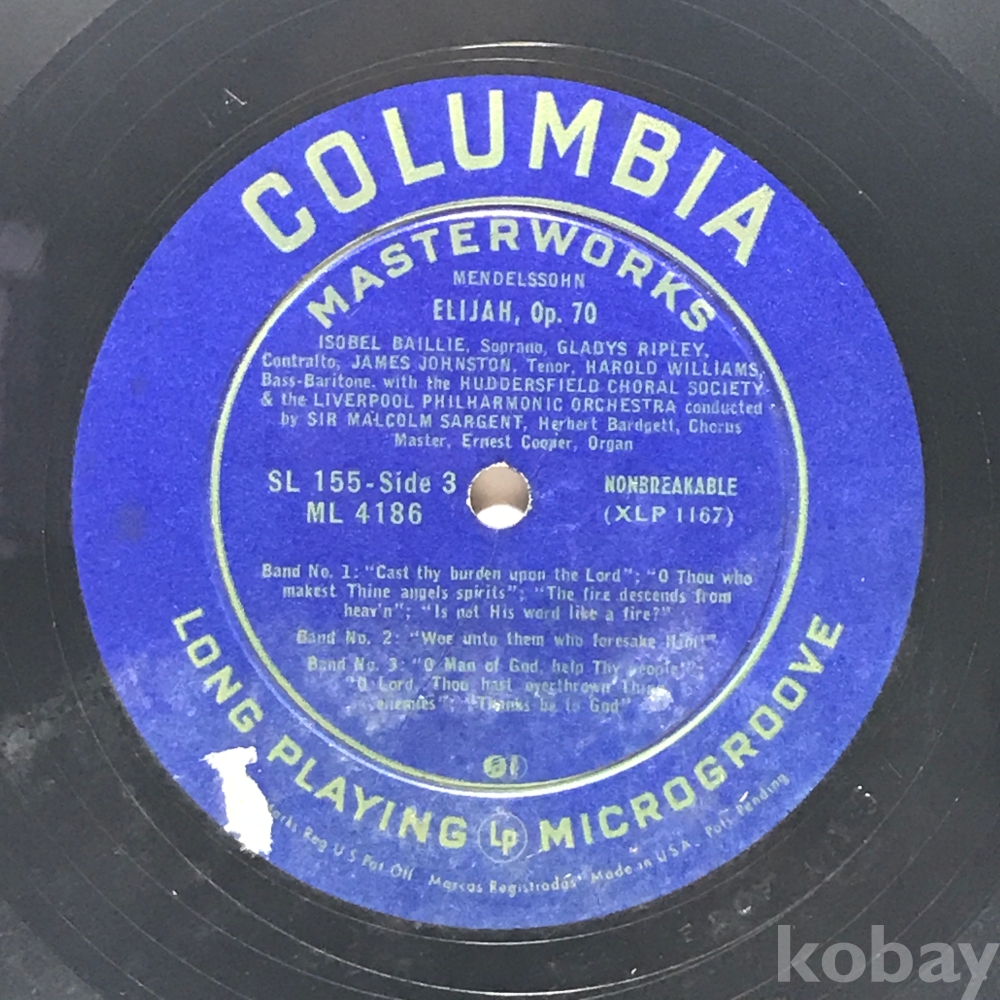 COLUMBIA
MASTERWORKS
MENDELSSOHN
ELIJAH, Op. 70
ISOBEL BAILLIE, Soprano, GLADYS RIPLEY,
Contralto, JAMES JOHNSTON, Tenor, HAROLD WILLIAMS,
Bass-Baritone, with the HUDDERSFIELD CHORAL SOCIETY
& the LIVERPOOL PHILHARMONIC ORCHESTRA conducted
by SIR MALCOLM SARGENT, Herbert Bardgett, Chorus
Master, Ernest Cooper, Organ
SL 155-Side 3
ML 4186
NONBREAKABLE
(XLP 1167)
Band No. 1: "Cast thy burden upon the Lord"; "O Thou who
makest Thine angels spirits"; "The fire descends from
heav'n"; "Is not His word like a fire?"
Band No. 2: "Woe unto them who foresake Him!"
Band No. 3: "O Man of God, help Thy people";
"O Lord, Thou hast overthrown Thine
enemies"; "Thanks be to God"
LONG PLAYING Lp MICROGROOVE
Reg U S Pat Off Marcas Registradas Made in U.S.A. Pats Pending
kobay